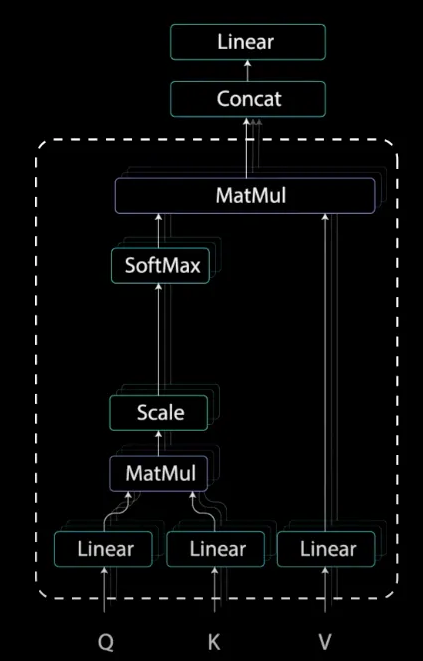 Linear
Concat
MatMul
SoftMax
Scale
MatMul
Linear Linear Linear
Q K V